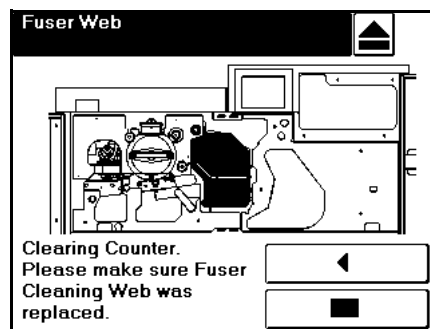 Fuser Web
Clearing Counter.
Please make sure Fuser
Cleaning Web was
replaced.